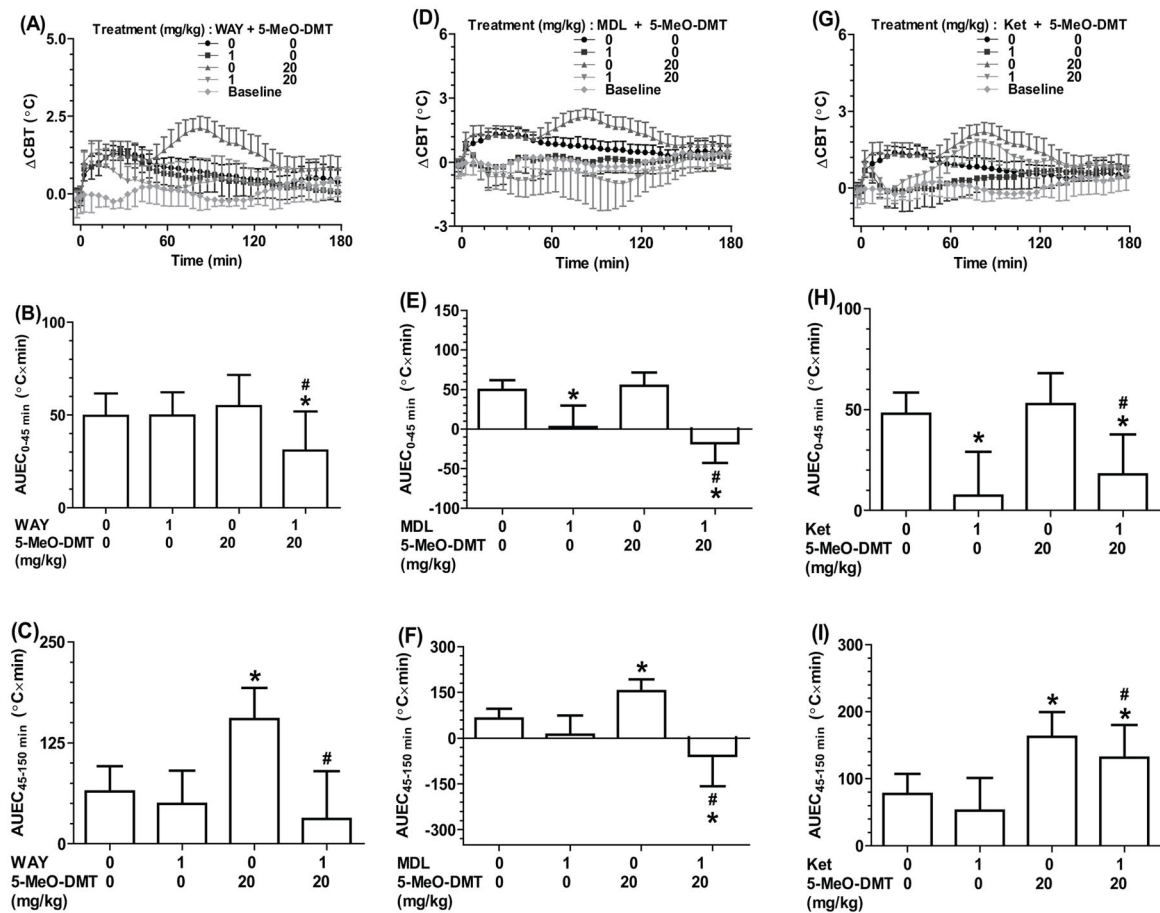 (A)
Treatment (mg/kg) : WAY + 5-MeO-DMT
0 0
1 0
0 20
1 20
Baseline
ΔCBT (°C)
5.0
2.5
0.0
0 60 120 180
Time (min)
(D)
Treatment (mg/kg) : MDL + 5-MeO-DMT
0 0
1 0
0 20
1 20
Baseline
ΔCBT (°C)
6
3
0
-3
0 60 120 180
Time (min)
(G)
Treatment (mg/kg) : Ket + 5-MeO-DMT
0 0
1 0
0 20
1 20
Baseline
ΔCBT (°C)
6
3
0
0 60 120 180
Time (min)
(B)
AUEC0-45 min (°C×min)
100
50
0
#
*
WAY 0 1 0 1
5-MeO-DMT 0 0 20 20
(mg/kg)
(E)
AUEC0-45 min (°C×min)
150
100
50
0
-50
-100
*
#
*
MDL 0 1 0 1
5-MeO-DMT 0 0 20 20
(mg/kg)
(H)
AUEC0-45 min (°C×min)
100
50
0
*
#
*
Ket 0 1 0 1
5-MeO-DMT 0 0 20 20
(mg/kg)
(C)
AUEC45-150 min (°C×min)
250
125
0
*
#
WAY 0 1 0 1
5-MeO-DMT 0 0 20 20
(mg/kg)
(F)
AUEC45-150 min (°C×min)
300
150
0
-150
-300
*
#
*
MDL 0 1 0 1
5-MeO-DMT 0 0 20 20
(mg/kg)
(I)
AUEC45-150 min (°C×min)
300
200
100
0
*
#
*
Ket 0 1 0 1
5-MeO-DMT 0 0 20 20
(mg/kg)